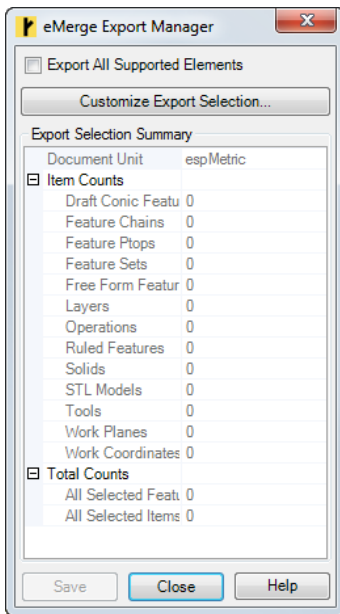 eMerge Export Manager
Export All Supported Elements
Customize Export Selection...
Export Selection Summary
Document Unit espMetric
Item Counts
Draft Conic Featu 0
Feature Chains 0
Feature Ptops 0
Feature Sets 0
Free Form Featur 0
Layers 0
Operations 0
Ruled Features 0
Solids 0
STL Models 0
Tools 0
Work Planes 0
Work Coordinates 0
Total Counts
All Selected Featu 0
All Selected Items 0
Save Close Help